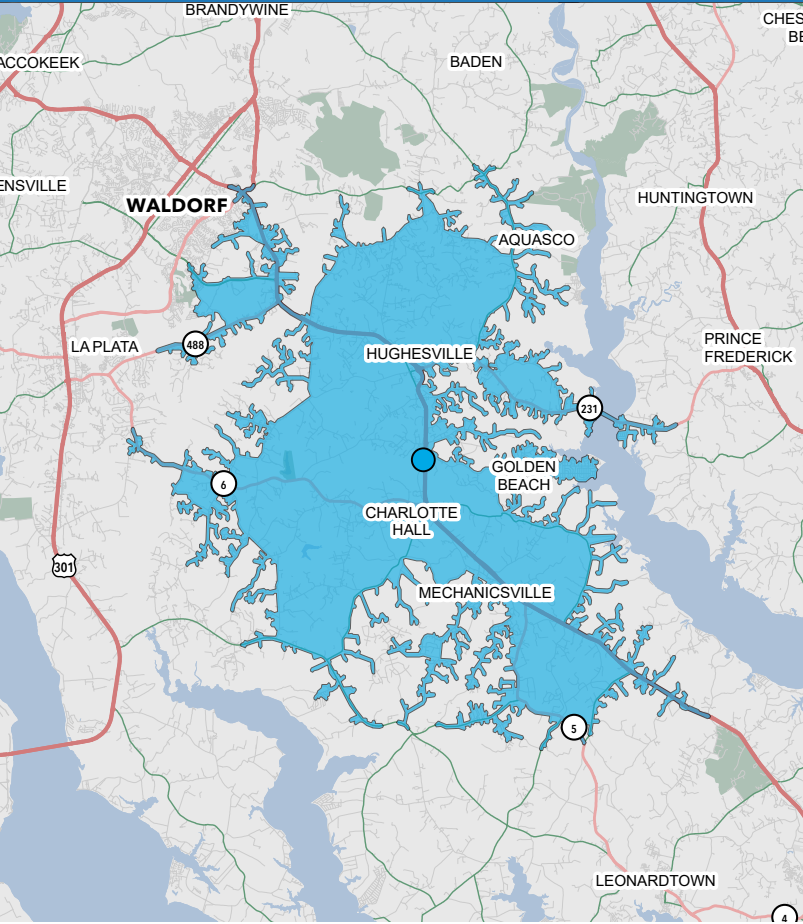 BRANDYWINE
CHES
BE
ACCOKEEK
BADEN
ENSVILLE
HUNTINGTOWN
WALDORF
AQUASCO
488
LA PLATA
HUGHESVILLE
PRINCE
FREDERICK
231
GOLDEN
BEACH
6
CHARLOTTE
HALL
301
MECHANICSVILLE
5
LEONARDTOWN
4